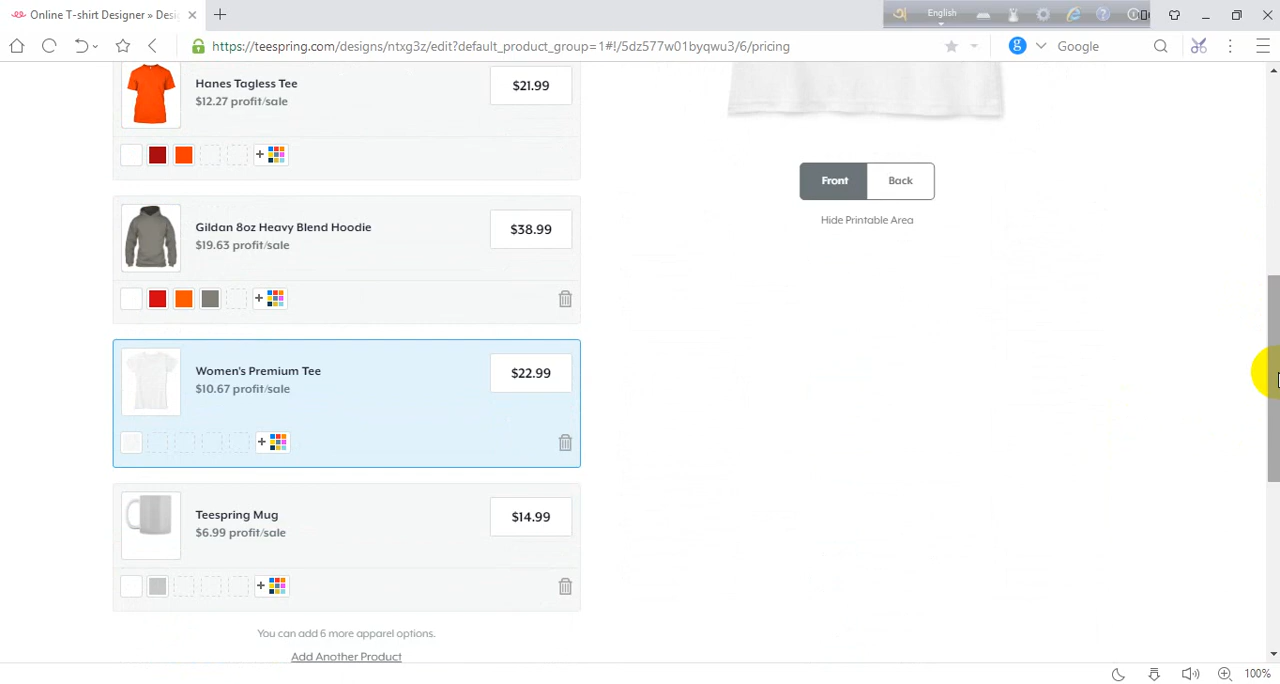 Online T-shirt Designer » Desi
English
https://teespring.com/designs/ntxg3z/edit?default_product_group=1#!/5dz577w01byqwu3/6/pricing
Google
Hanes Tagless Tee
$12.27 profit/sale
$21.99
Front
Back
Hide Printable Area
Gildan 8oz Heavy Blend Hoodie
$19.63 profit/sale
$38.99
Women's Premium Tee
$10.67 profit/sale
$22.99
Teespring Mug
$6.99 profit/sale
$14.99
You can add 6 more apparel options.
Add Another Product
100%